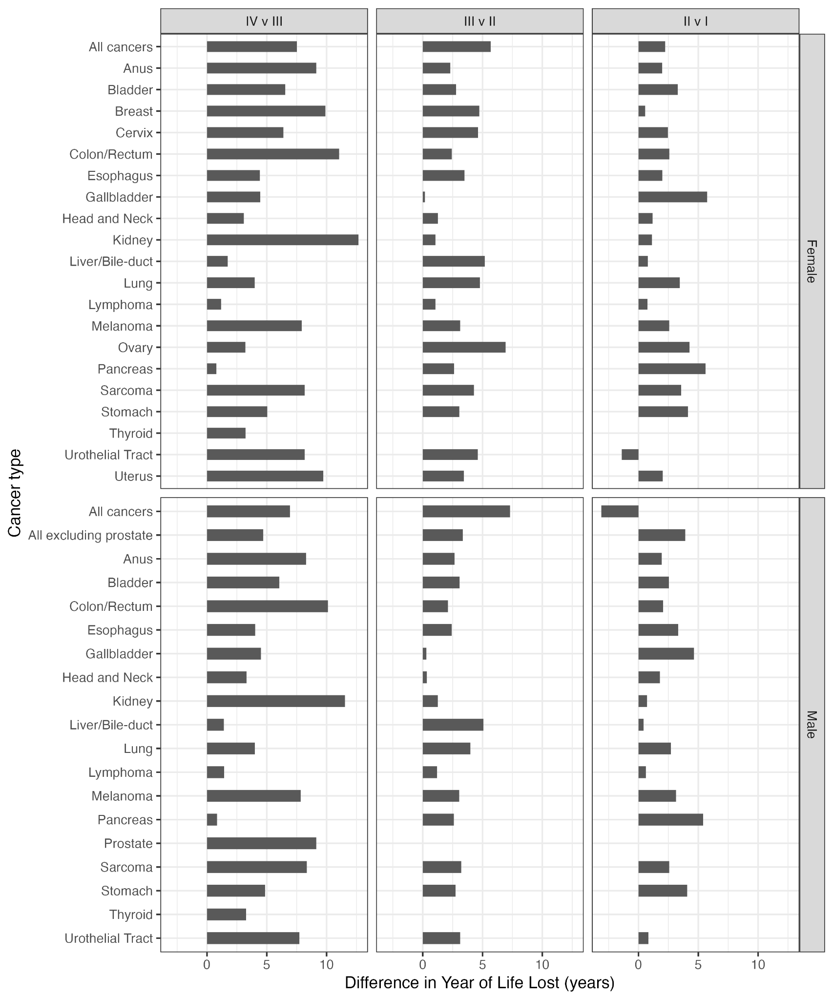 IV v III
III v II
II v I
All cancers
Anus
Bladder
Breast
Cervix
Colon/Rectum
Esophagus
Gallbladder
Head and Neck
Kidney
Liver/Bile-duct
Lung
Lymphoma
Melanoma
Ovary
Pancreas
Sarcoma
Stomach
Thyroid
Urothelial Tract
Uterus
Female
Cancer type
All cancers
All excluding prostate
Anus
Bladder
Colon/Rectum
Esophagus
Gallbladder
Head and Neck
Kidney
Liver/Bile-duct
Lung
Lymphoma
Melanoma
Pancreas
Prostate
Sarcoma
Stomach
Thyroid
Urothelial Tract
Male
0 5 10 0 5 10 0 5 10
Difference in Year of Life Lost (years)